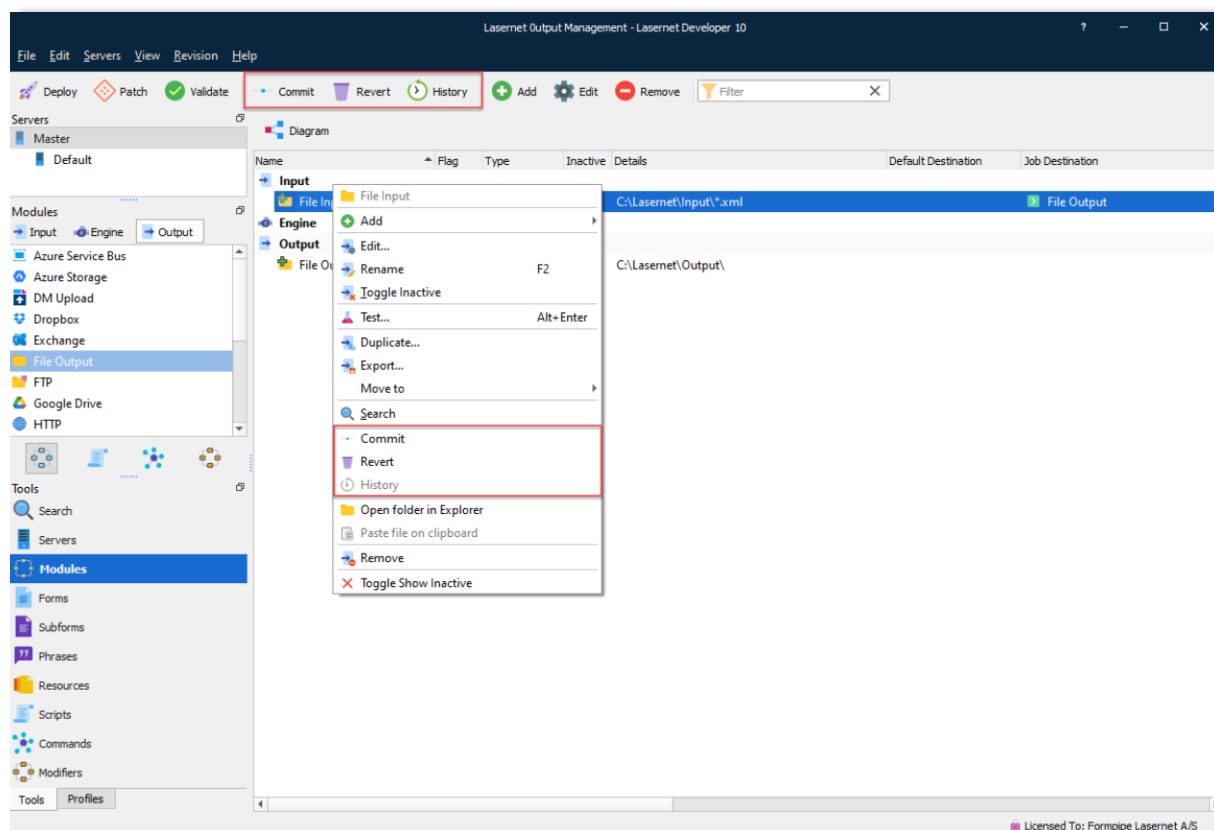 Lasernet Output Management - Lasernet Developer 10
File Edit Servers View Revision Help
Deploy Patch Validate Commit Revert History Add Edit Remove Filter
Servers
Master
Default
Diagram
Name Flag Type Inactive Details Default Destination Job Destination
Input
File In C:\Lasernet\Input\*.xml File Output
Engine
Output
File Ou C:\Lasernet\Output\
Modules
Input Engine Output
Azure Service Bus
Azure Storage
DM Upload
Dropbox
Exchange
File Output
FTP
Google Drive
HTTP
File Input
Add
Edit...
Rename F2
Toggle Inactive
Test... Alt+Enter
Duplicate...
Export...
Move to
Search
Commit
Revert
History
Open folder in Explorer
Paste file on clipboard
Remove
Toggle Show Inactive
Tools
Search
Servers
Modules
Forms
Subforms
Phrases
Resources
Scripts
Commands
Modifiers
Tools Profiles
Licensed To: Formpipe Lasernet A/S